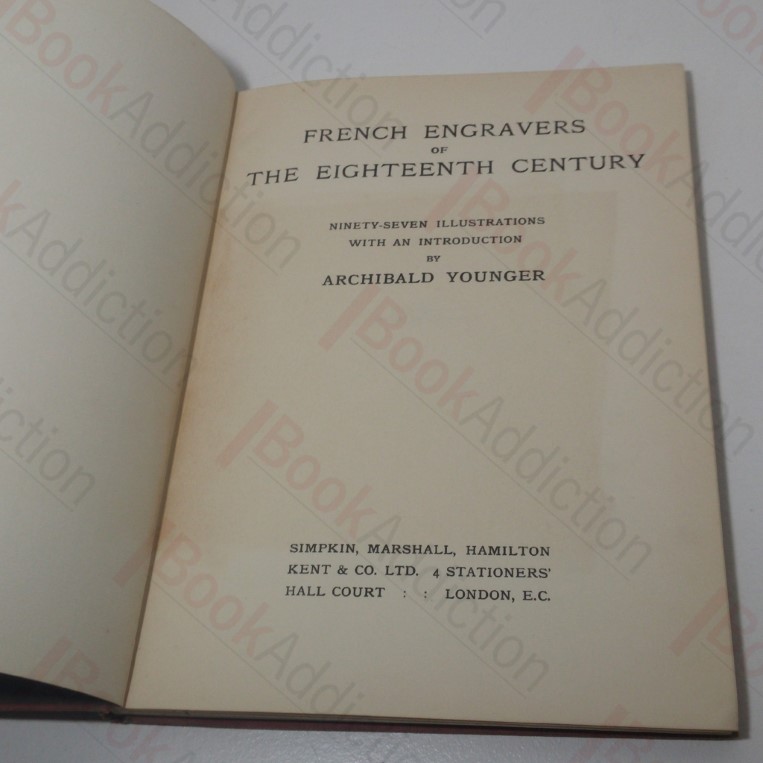 FRENCH ENGRAVERS
OF
THE EIGHTEENTH CENTURY
NINETY-SEVEN ILLUSTRATIONS
WITH AN INTRODUCTION
BY
ARCHIBALD YOUNGER
SIMPKIN, MARSHALL, HAMILTON
KENT & CO. LTD. 4 STATIONERS'
HALL COURT : : LONDON, E.C.
BookAddiction